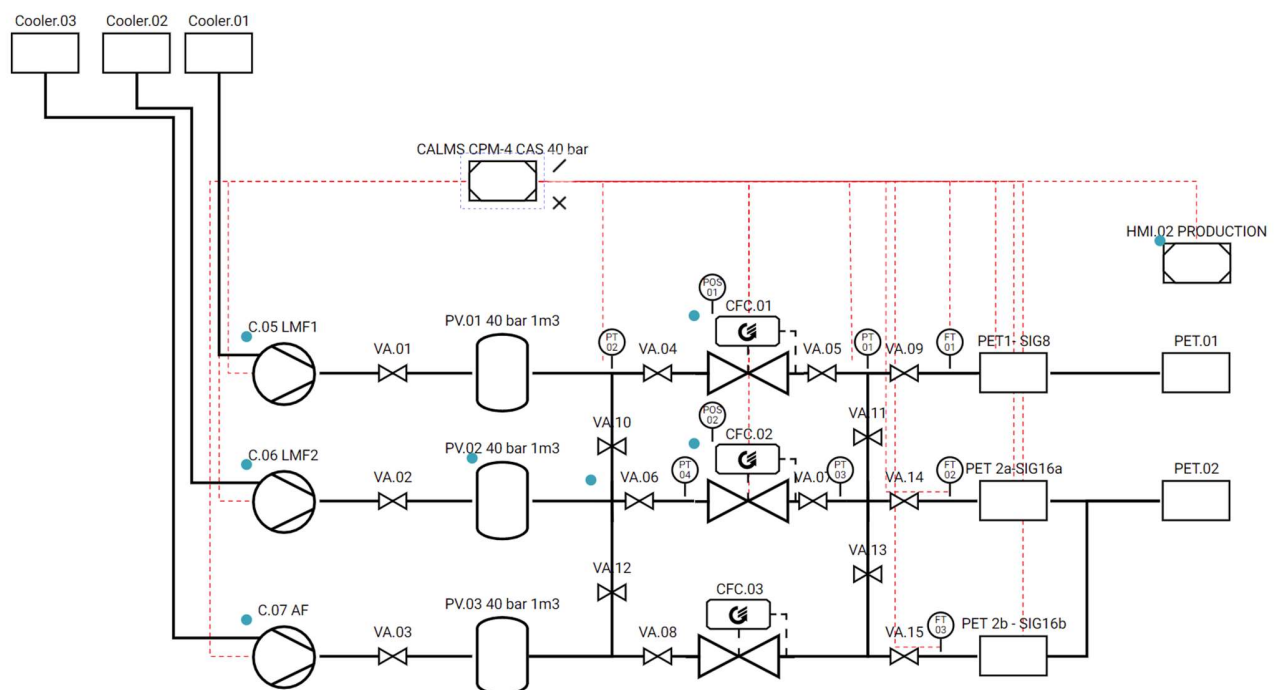 Cooler.03
Cooler.02
Cooler.01
CALMS CPM-4 CAS 40 bar
HMI.02 PRODUCTION
POS
01
CFC.01
C.05 LMF1
PV.01 40 bar 1m3
VA.01
PT
02
VA.04
VA.05
PT
01
VA.09
FT
01
PET1- SIG8
PET.01
POS
02
VA.10
VA.11
CFC.02
C.06 LMF2
PV.02 40 bar 1m3
VA.02
VA.06
PT
04
VA.07
PT
03
VA.14
FT
02
PET 2a-SIG16a
PET.02
VA.12
VA.13
CFC.03
C.07 AF
PV.03 40 bar 1m3
VA.03
VA.08
VA.15
FT
03
PET 2b - SIG16b